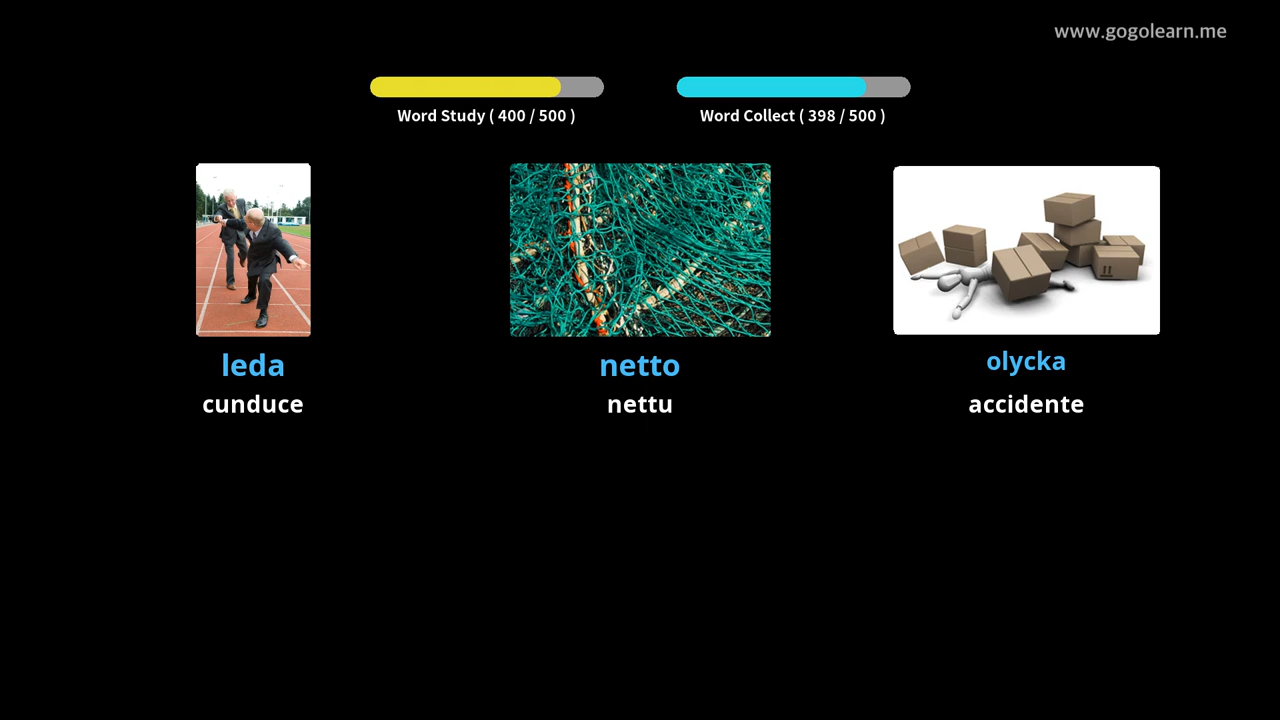 www.gogolearn.me
Word Study ( 400 / 500 )
Word Collect ( 398 / 500 )
leda
cunduce
netto
nettu
olycka
accidente